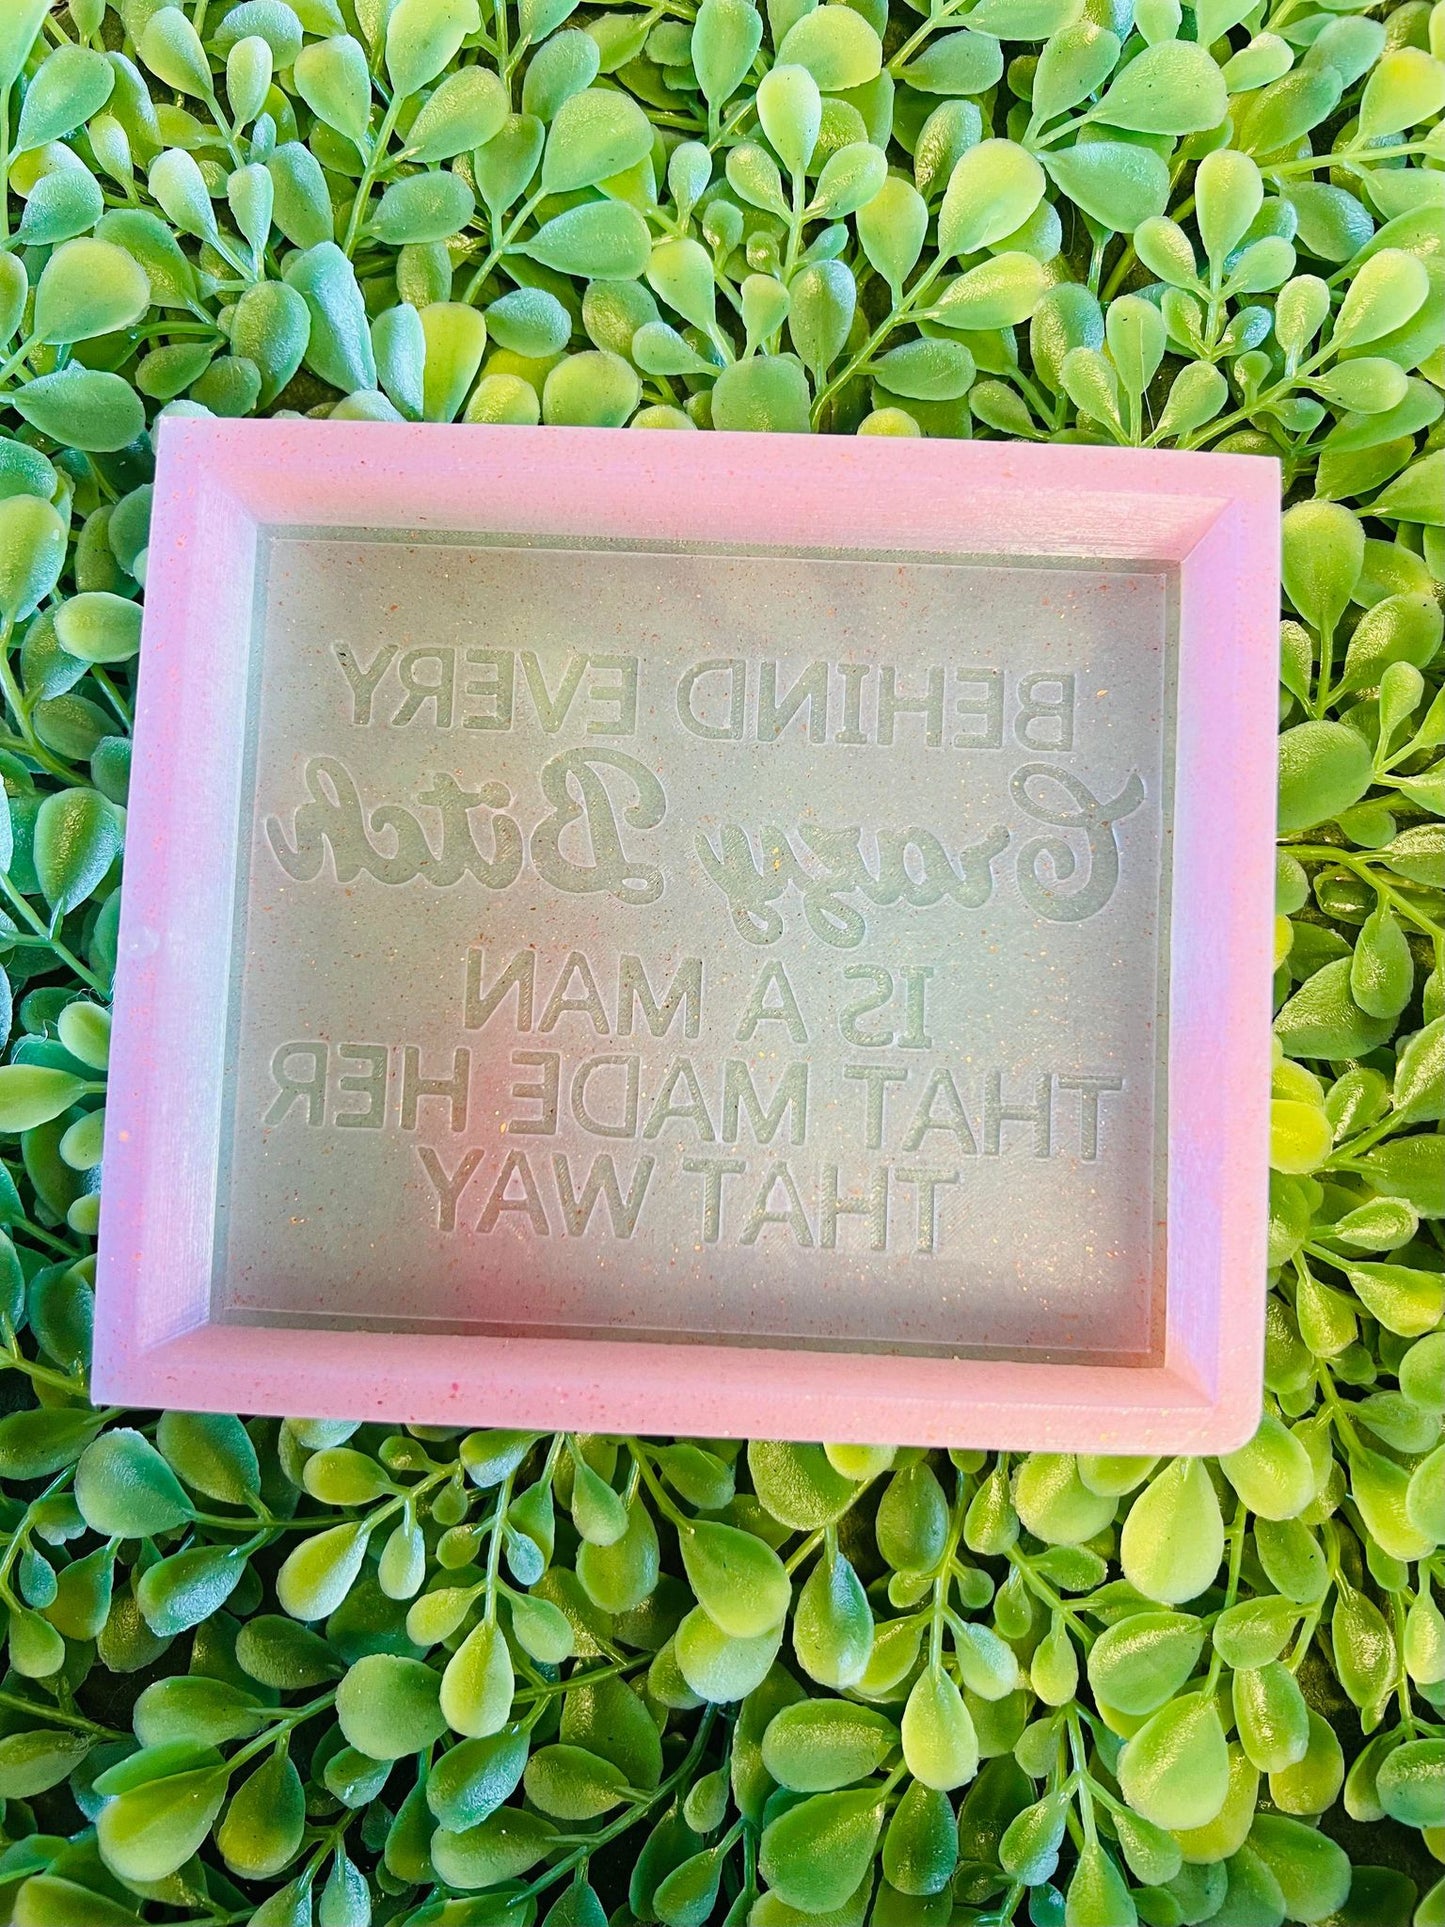 BEHIND EVERY
Crazy Bitch
IS A MAN
THAT MADE HER
THAT WAY